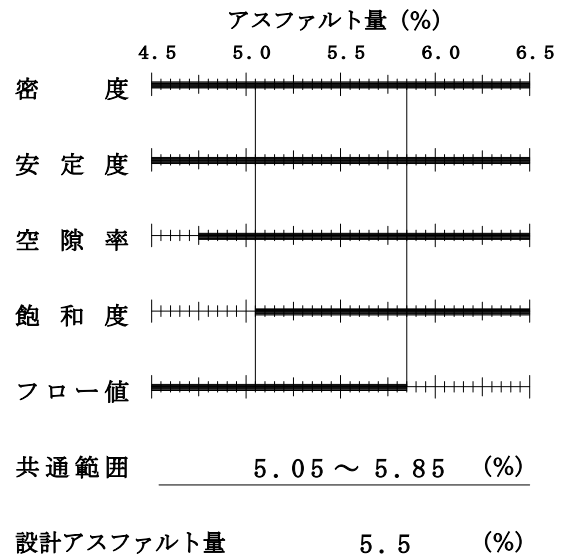 アスファルト量 (%)
4.5 5.0 5.5 6.0 6.5
密度
安定度
空隙率
飽和度
フロー値
共通範囲 5.05～5.85 (%)
設計アスファルト量 5.5 (%)